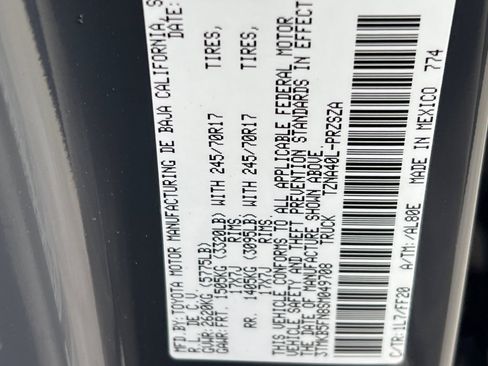 MFD.BY: TOYOTA MOTOR MANUFACTURING DE BAJA CALIFORNIA, S
R.L. DE C.V. DATE:
GVWR: 2620KG (5775LB)
GAWR: FRT. 1505KG (3320LB) WITH 245/70R17 TIRES,
17X7J RIMS,
RR. 1405KG (3095LB) WITH 245/70R17 TIRES,
17X7J RIMS,
THIS VEHICLE CONFORMS TO ALL APPLICABLE FEDERAL MOTOR
VEHICLE SAFETY AND THEFT PREVENTION STANDARDS IN EFFECT
ON THE DATE OF MANUFACTURE SHOWN ABOVE.
TRUCK TZNA40L-PRZSZA
C/TR:1L7/FF20 A/TM: /AL80E MADE IN MEXICO 774